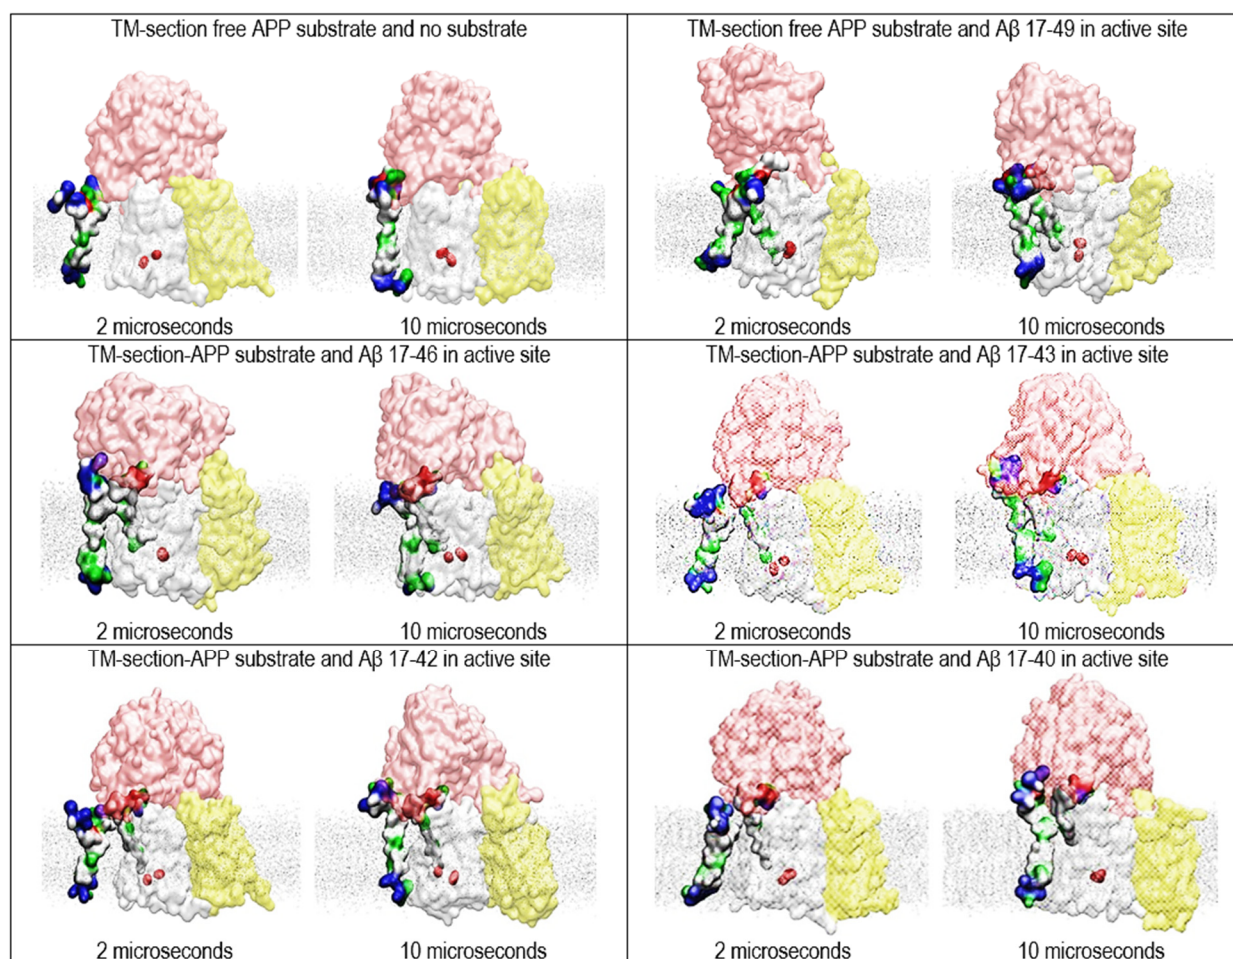 TM-section free APP substrate and no substrate
2 microseconds
10 microseconds
TM-section free APP substrate and Aβ 17-49 in active site
2 microseconds
10 microseconds
TM-section-APP substrate and Aβ 17-46 in active site
2 microseconds
10 microseconds
TM-section-APP substrate and Aβ 17-43 in active site
2 microseconds
10 microseconds
TM-section-APP substrate and Aβ 17-42 in active site
2 microseconds
10 microseconds
TM-section-APP substrate and Aβ 17-40 in active site
2 microseconds
10 microseconds